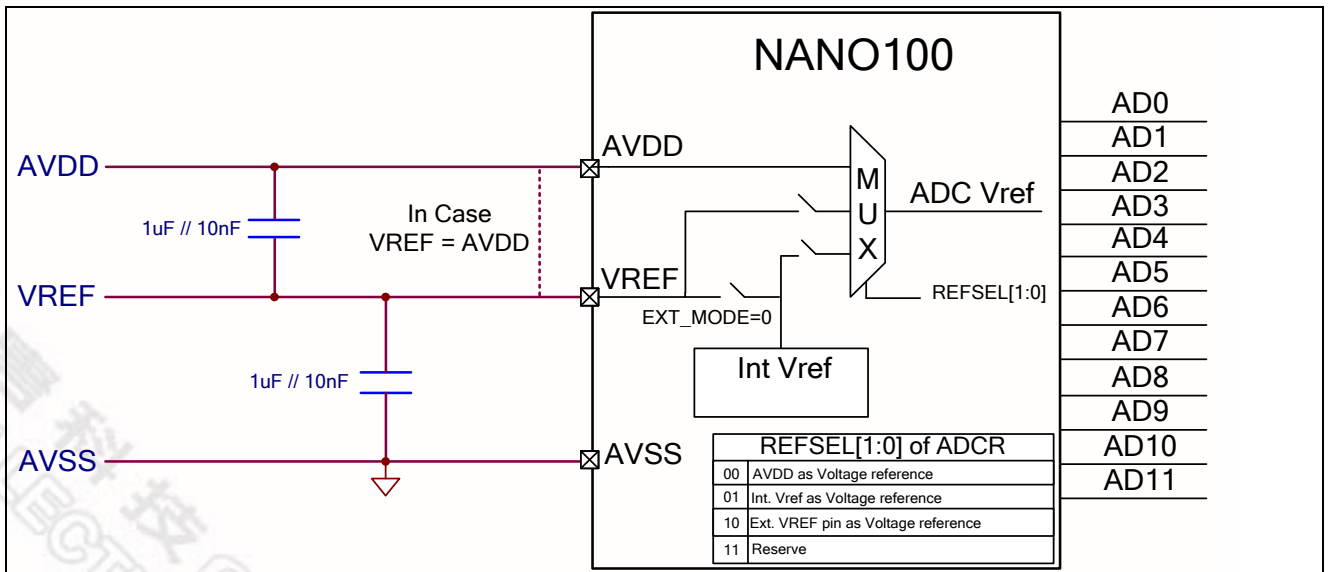 NANO100
AVDD
VREF
AVSS
1uF // 10nF
1uF // 10nF
In Case
VREF = AVDD
AVDD
VREF
AVSS
EXT_MODE=0
Int Vref
M
U
X
ADC Vref
REFSEL[1:0]
REFSEL[1:0] of ADCR
00 AVDD as Voltage reference
01 Int. Vref as Voltage reference
10 Ext. VREF pin as Voltage reference
11 Reserve
AD0
AD1
AD2
AD3
AD4
AD5
AD6
AD7
AD8
AD9
AD10
AD11